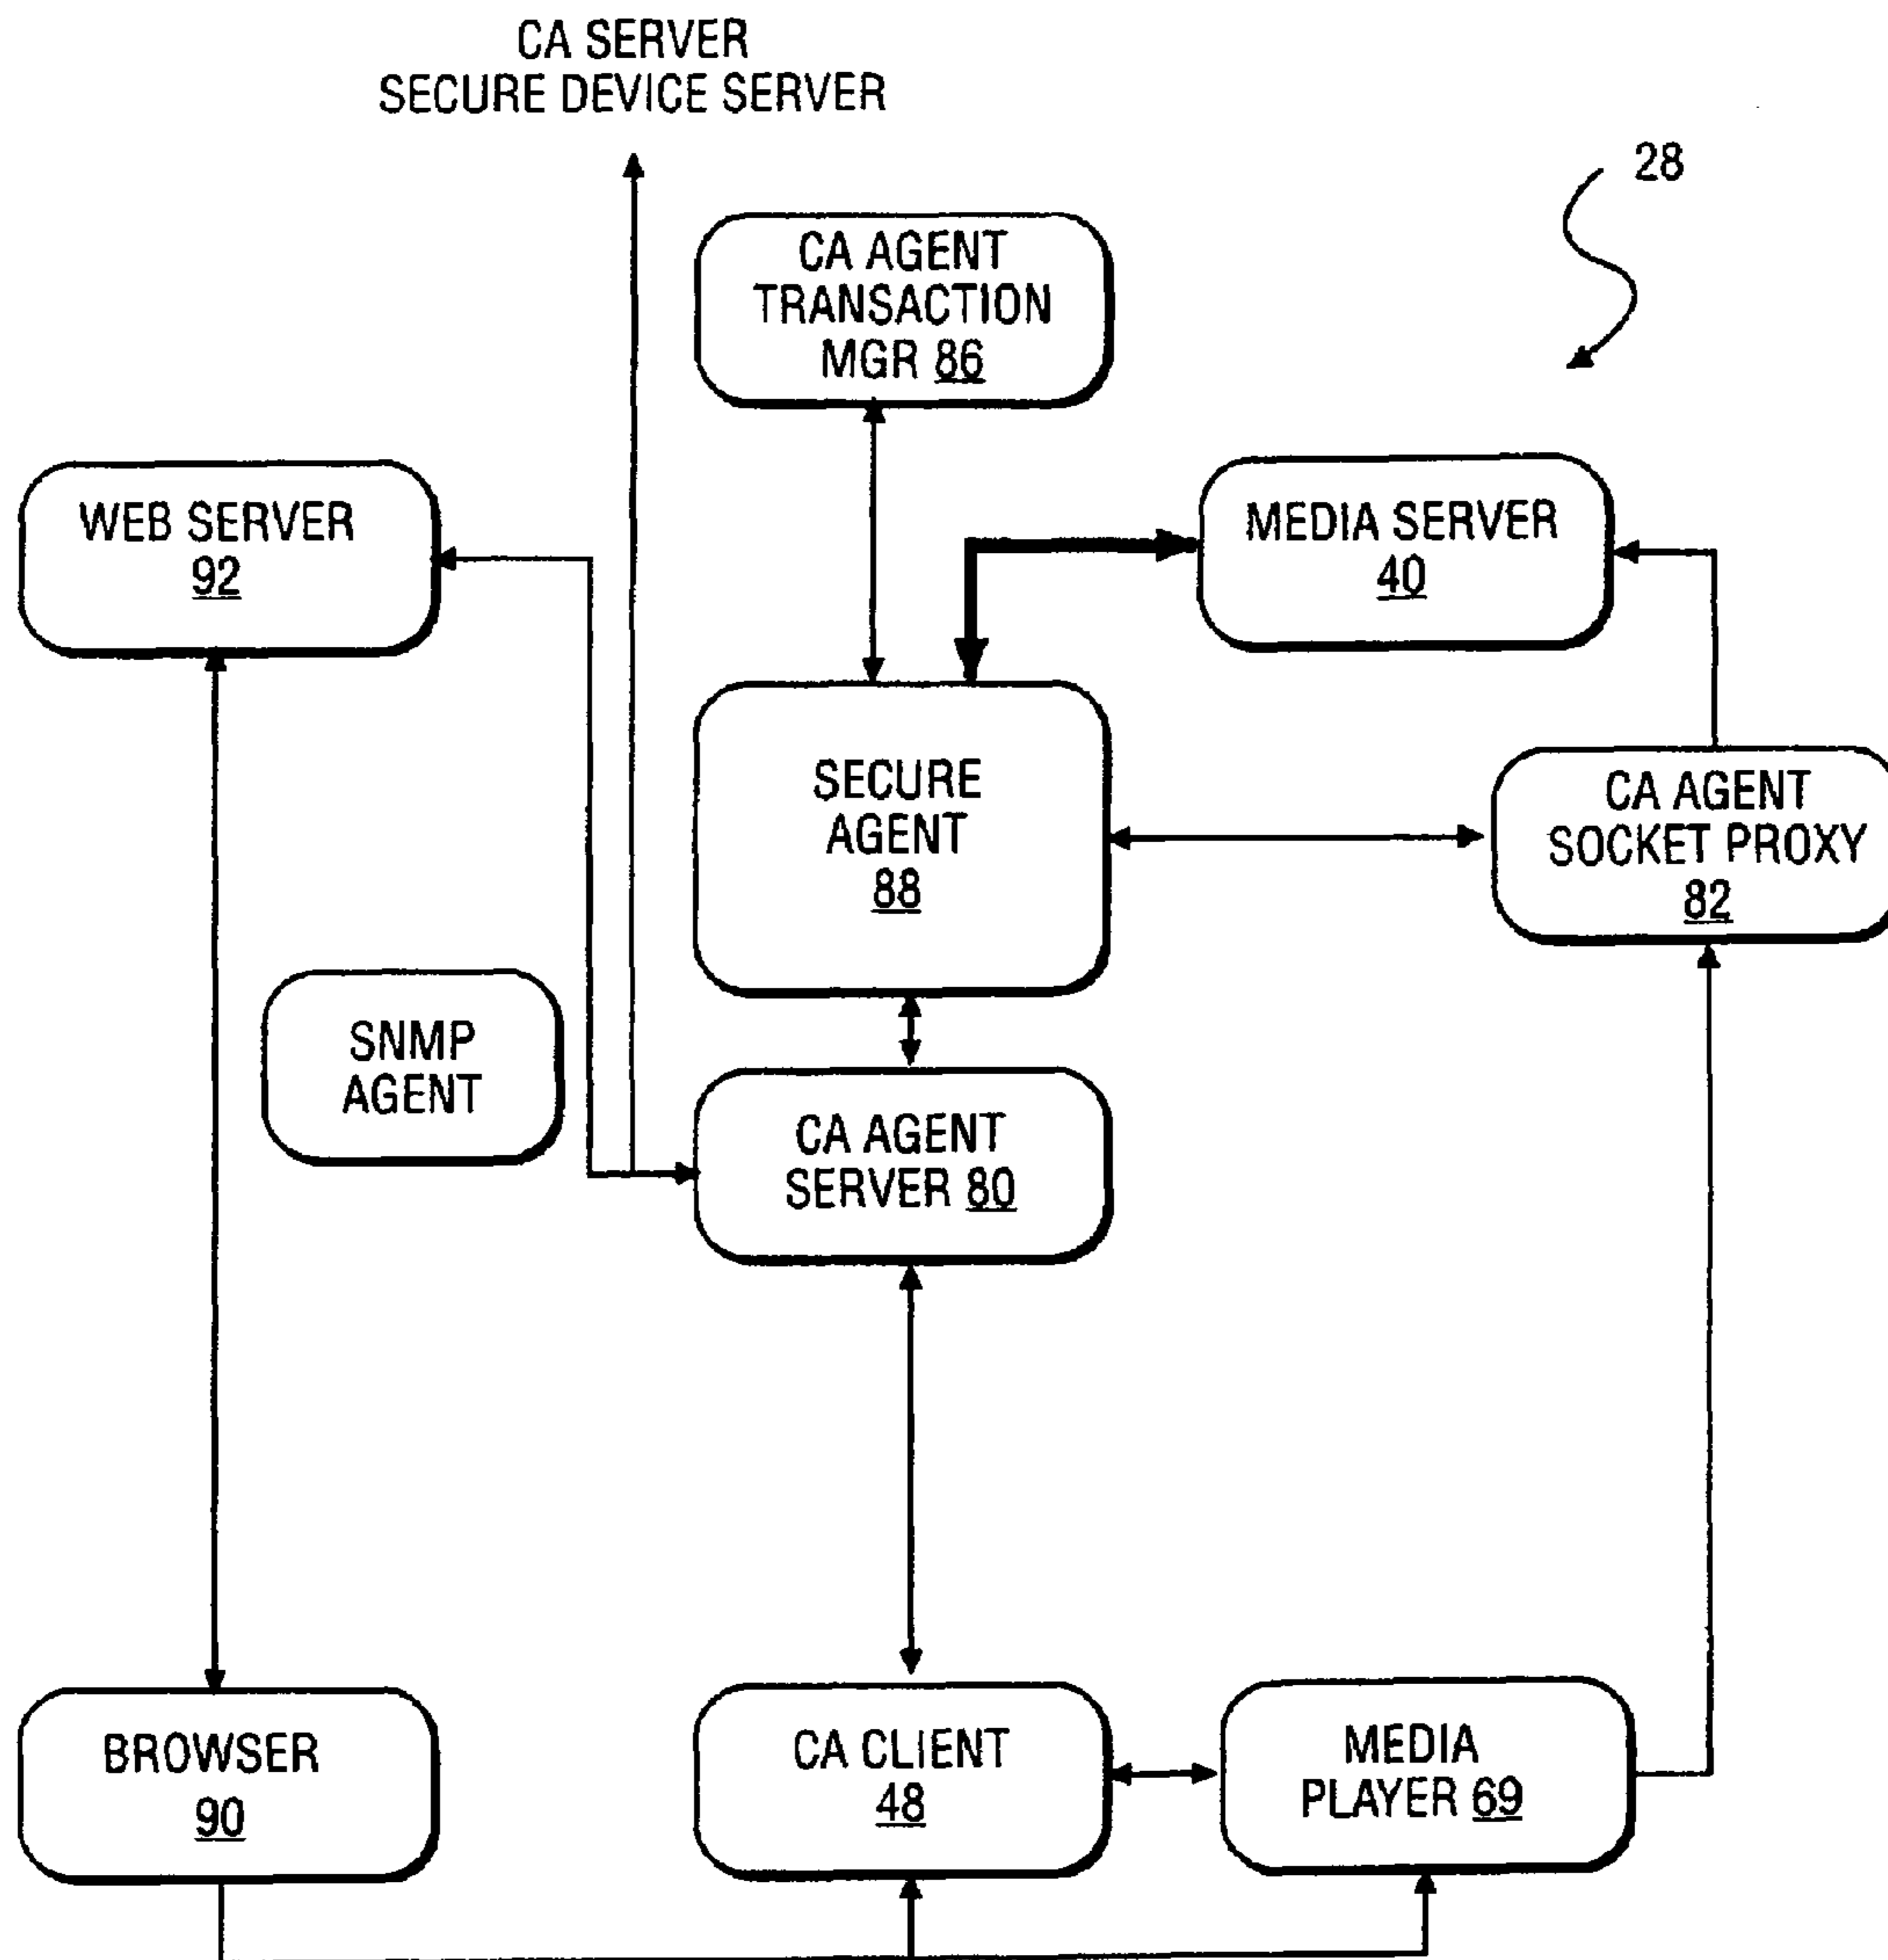 CA SERVER
SECURE DEVICE SERVER
28
CA AGENT
TRANSACTION
MGR 86
WEB SERVER
92
MEDIA SERVER
40
SECURE
AGENT
88
CA AGENT
SOCKET PROXY
82
SNMP
AGENT
CA AGENT
SERVER 80
BROWSER
90
CA CLIENT
48
MEDIA
PLAYER 69